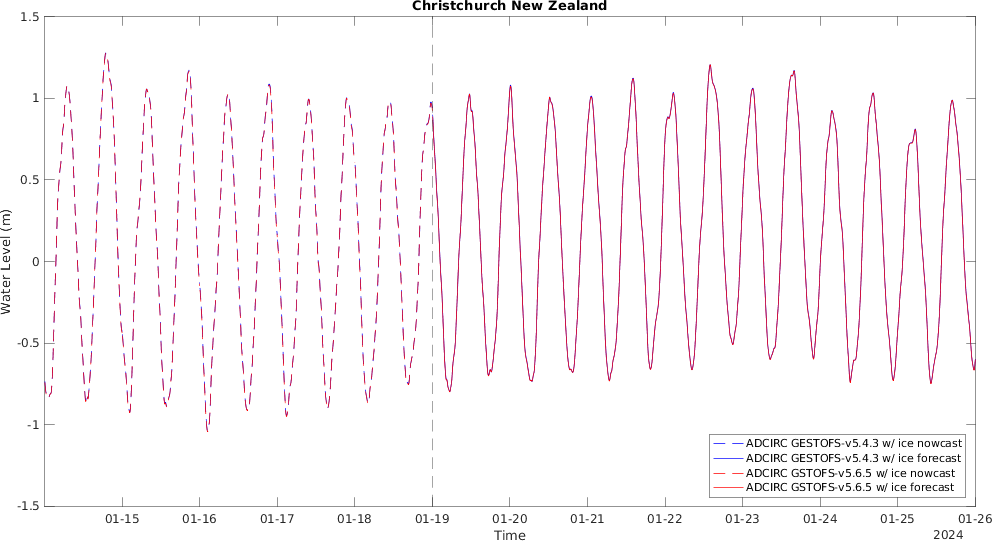 Christchurch New Zealand
1.5
1
0.5
0
-0.5
-1
-1.5
Water Level (m)
ADCIRC GESTOFS-v5.4.3 w/ ice nowcast
ADCIRC GESTOFS-v5.4.3 w/ ice forecast
ADCIRC GSTOFS-v5.6.5 w/ ice nowcast
ADCIRC GSTOFS-v5.6.5 w/ ice forecast
01-15 01-16 01-17 01-18 01-19 01-20 01-21 01-22 01-23 01-24 01-25 01-26
Time
2024